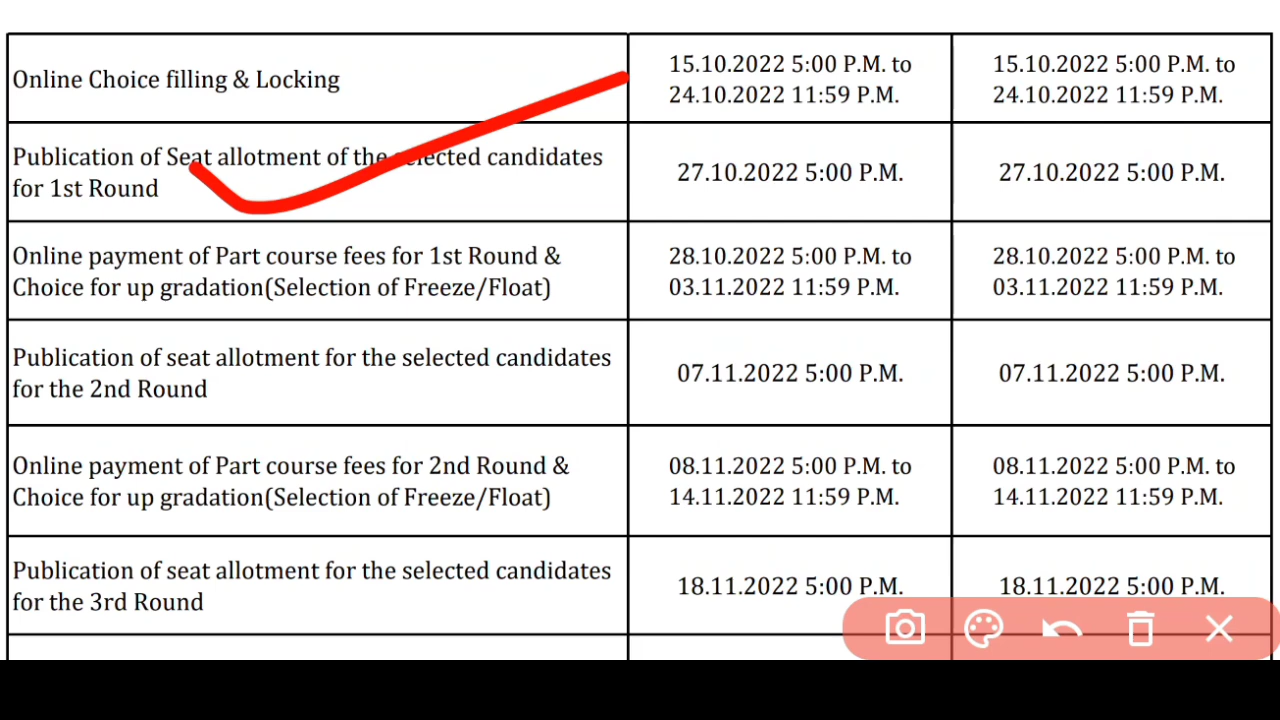 Online Choice filling & Locking
15.10.2022 5:00 P.M. to
24.10.2022 11:59 P.M.
15.10.2022 5:00 P.M. to
24.10.2022 11:59 P.M.
Publication of Seat allotment of the selected candidates
for 1st Round
27.10.2022 5:00 P.M.
27.10.2022 5:00 P.M.
Online payment of Part course fees for 1st Round &
Choice for up gradation(Selection of Freeze/Float)
28.10.2022 5:00 P.M. to
03.11.2022 11:59 P.M.
28.10.2022 5:00 P.M. to
03.11.2022 11:59 P.M.
Publication of seat allotment for the selected candidates
for the 2nd Round
07.11.2022 5:00 P.M.
07.11.2022 5:00 P.M.
Online payment of Part course fees for 2nd Round &
Choice for up gradation(Selection of Freeze/Float)
08.11.2022 5:00 P.M. to
14.11.2022 11:59 P.M.
08.11.2022 5:00 P.M. to
14.11.2022 11:59 P.M.
Publication of seat allotment for the selected candidates
for the 3rd Round
18.11.2022 5:00 P.M.
18.11.2022 5:00 P.M.